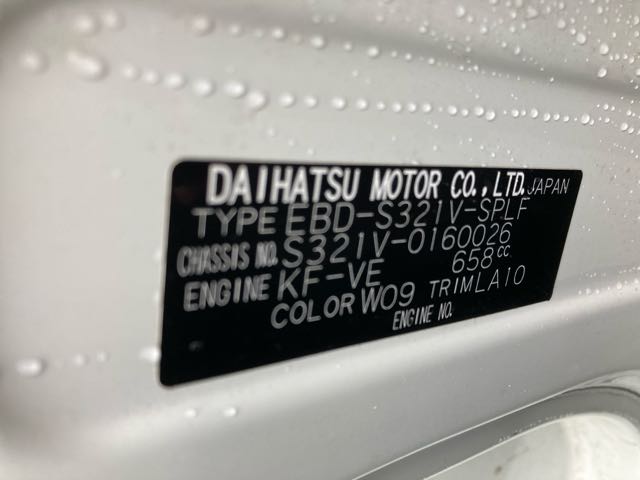 DAIHATSU MOTOR CO.,LTD. JAPAN
TYPE EBD-S321V-SPLF
CHASSIS NO. S321V-0160026
ENGINE KF-VE 658cc
COLOR W09 TRIM LA10
ENGINE NO.